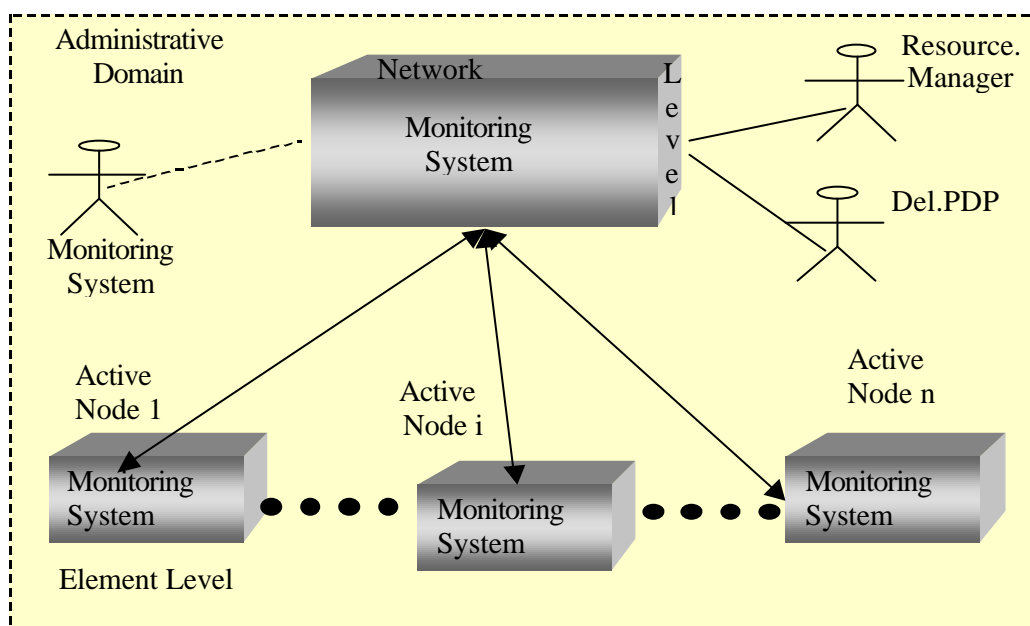 Administrative
Domain
Network
Level
Monitoring
System
Resource.
Manager
Monitoring
System
Del.PDP
Active
Node 1
Active
Node i
Active
Node n
Monitoring
System
Monitoring
System
Monitoring
System
Element Level